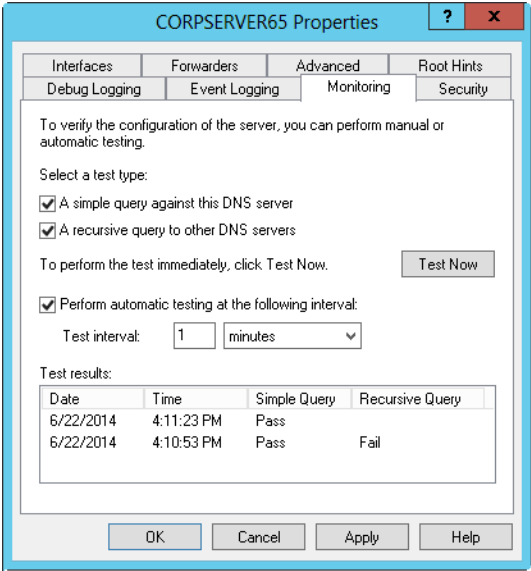 CORPSERVER65 Properties
? x
Interfaces Forwarders Advanced Root Hints
Debug Logging Event Logging Monitoring Security
To verify the configuration of the server, you can perform manual or
automatic testing.
Select a test type:
A simple query against this DNS server
A recursive query to other DNS servers
To perform the test immediately, click Test Now. Test Now
Perform automatic testing at the following interval:
Test interval: 1 minutes
Test results:
Date Time Simple Query Recursive Query
6/22/2014 4:11:23 PM Pass
6/22/2014 4:10:53 PM Pass Fail
OK Cancel Apply Help